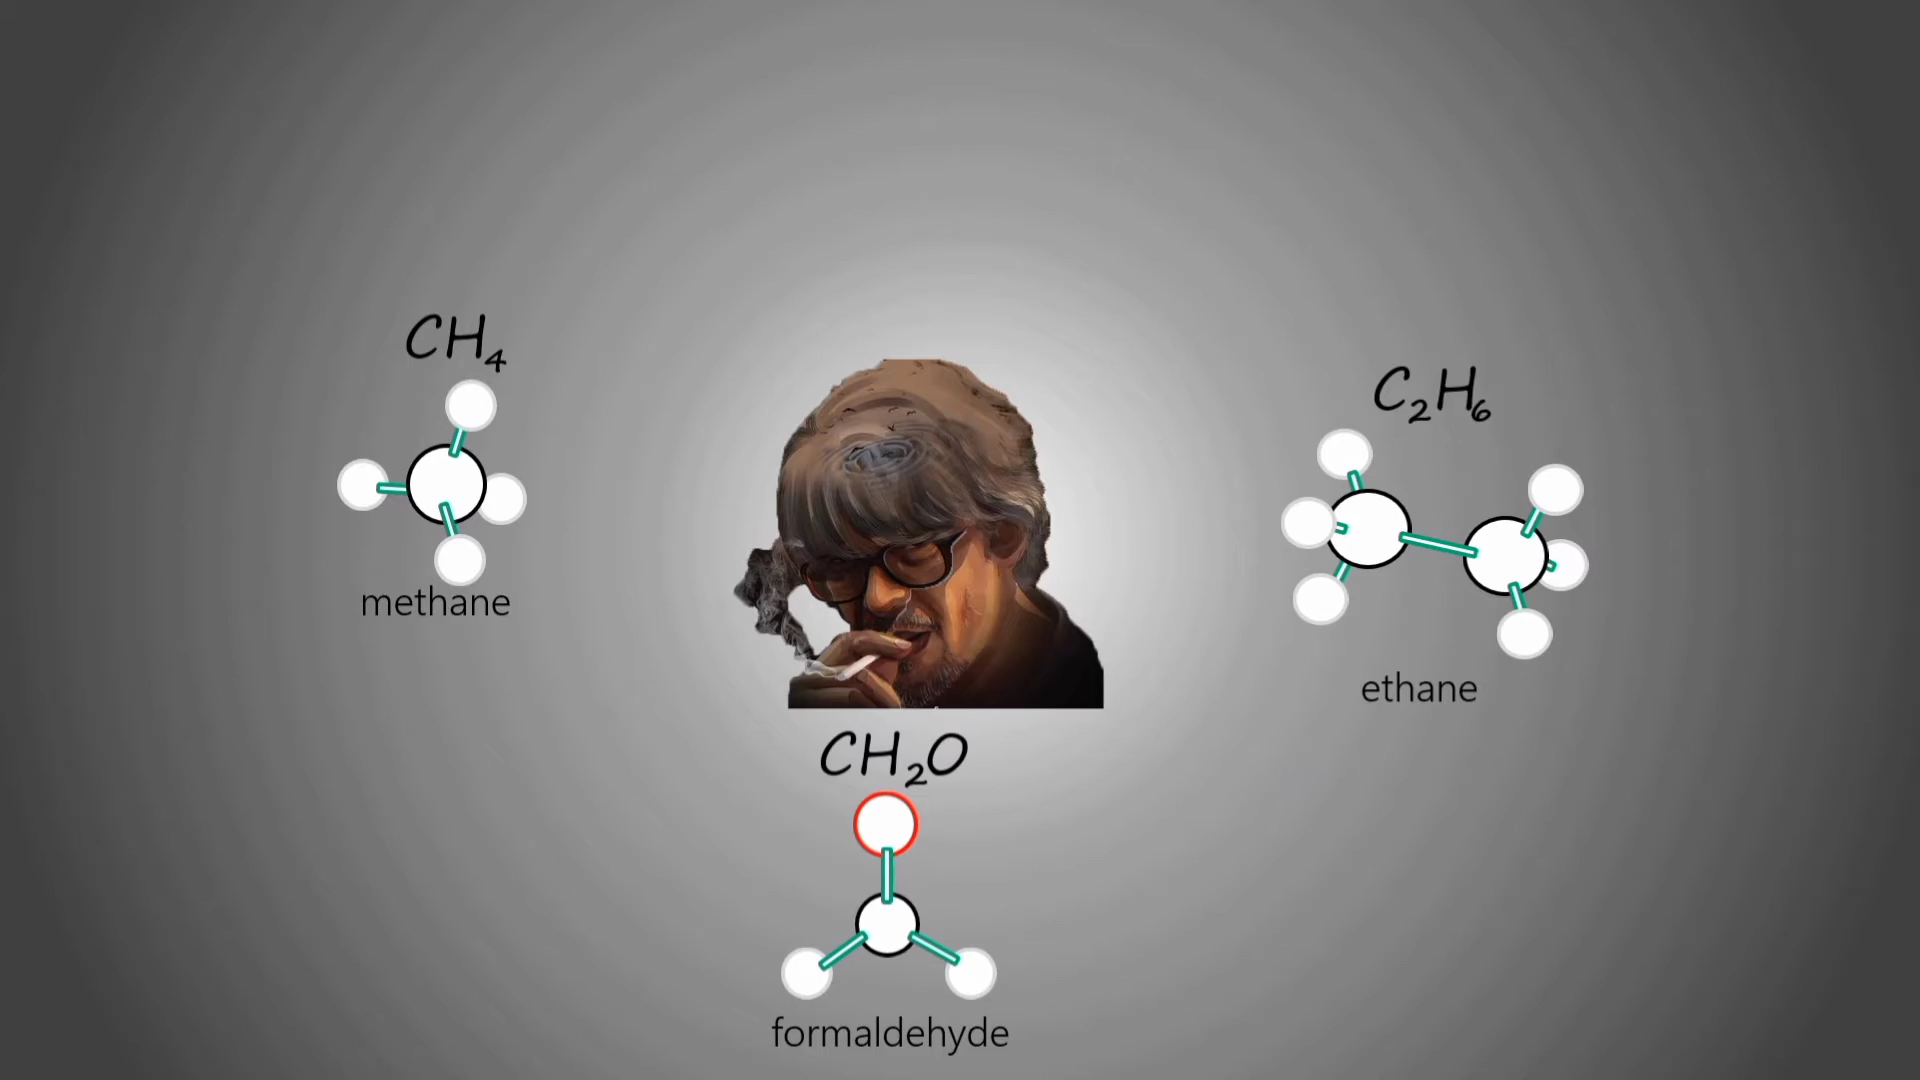 CH₄
methane
C₂H₆
ethane
CH₂O
formaldehyde